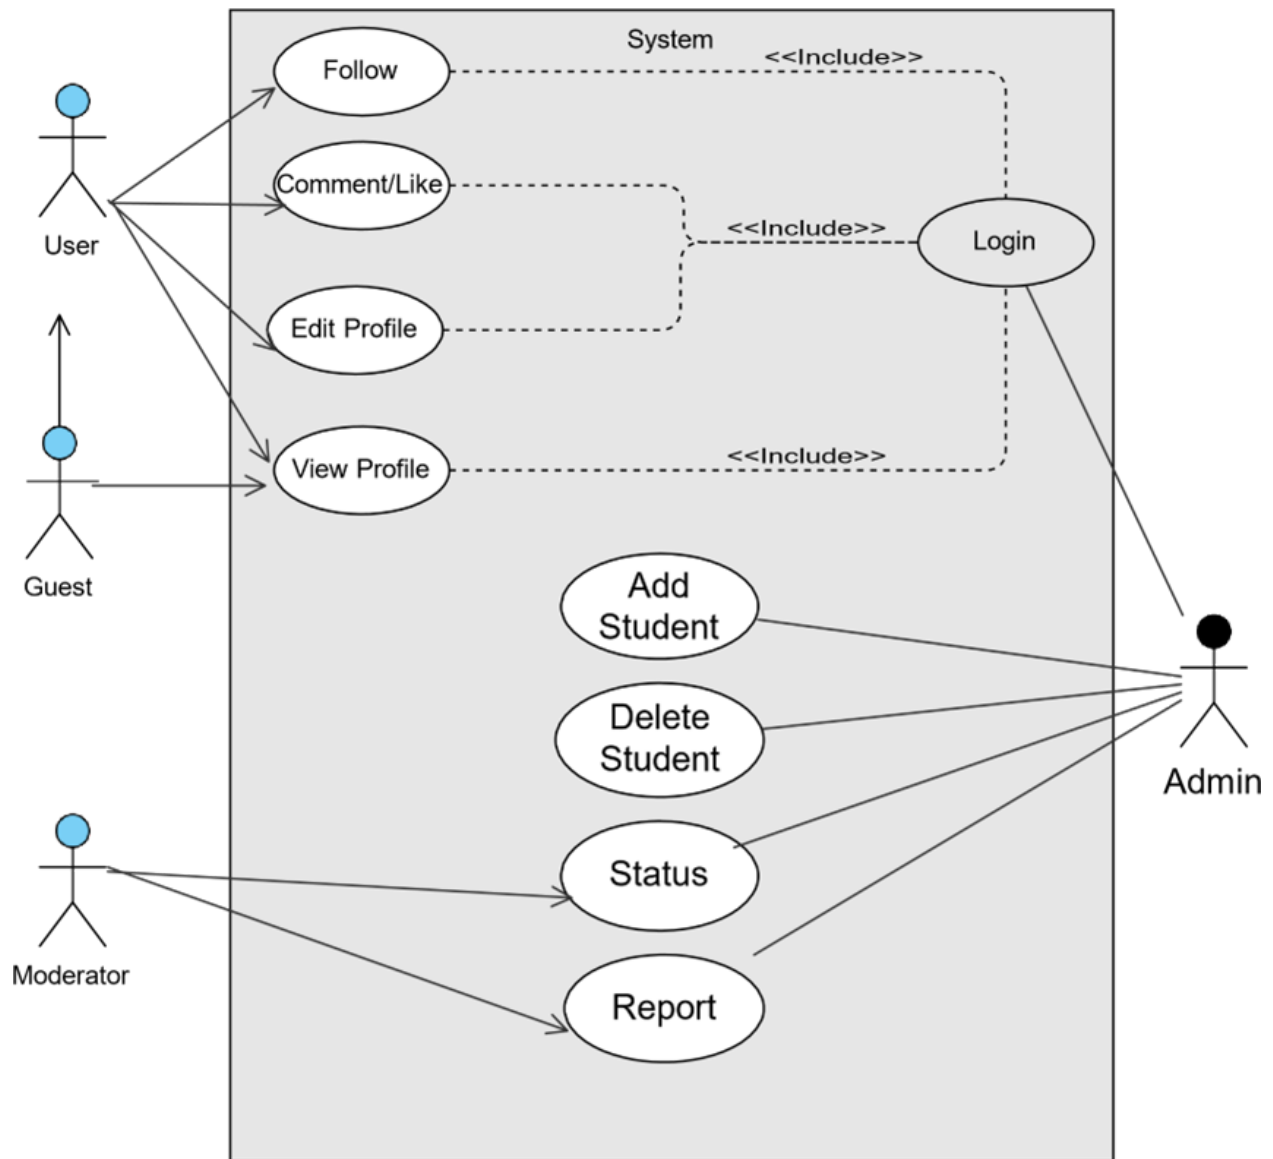 System
Follow
<<Include>>
Comment/Like
User
<<Include>>
Login
Edit Profile
View Profile
<<Include>>
Guest
Add
Student
Delete
Student
Admin
Status
Moderator
Report